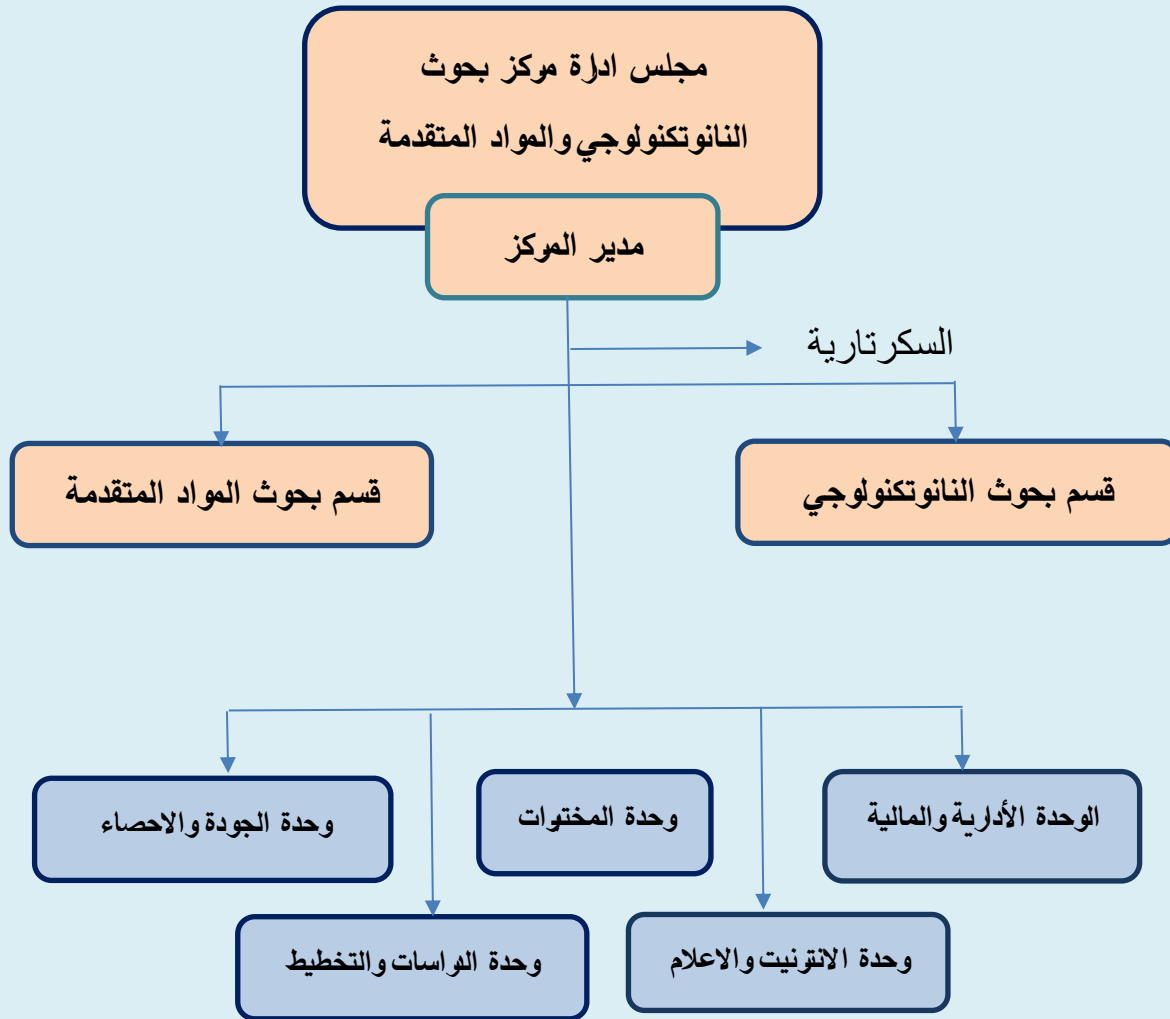 مجلس ادارة مركز بحوث
النانوتكنولوجي والمواد المتقدمة
مدير المركز
السكرتارية
قسم بحوث النانوتكنولوجي
قسم بحوث المواد المتقدمة
الوحدة الأدارية والمالية
وحدة المختبرات
وحدة الجودة والاحصاء
وحدة الانترنيت والاعلام
وحدة الدراسات والتخطيط